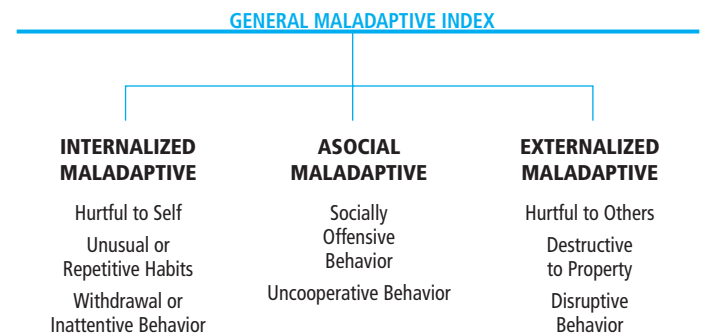 GENERAL MALADAPTIVE INDEX
INTERNALIZED
MALADAPTIVE
Hurtful to Self
Unusual or
Repetitive Habits
Withdrawal or
Inattentive Behavior
ASOCIAL
MALADAPTIVE
Socially
Offensive
Behavior
Uncooperative Behavior
EXTERNALIZED
MALADAPTIVE
Hurtful to Others
Destructive
to Property
Disruptive
Behavior